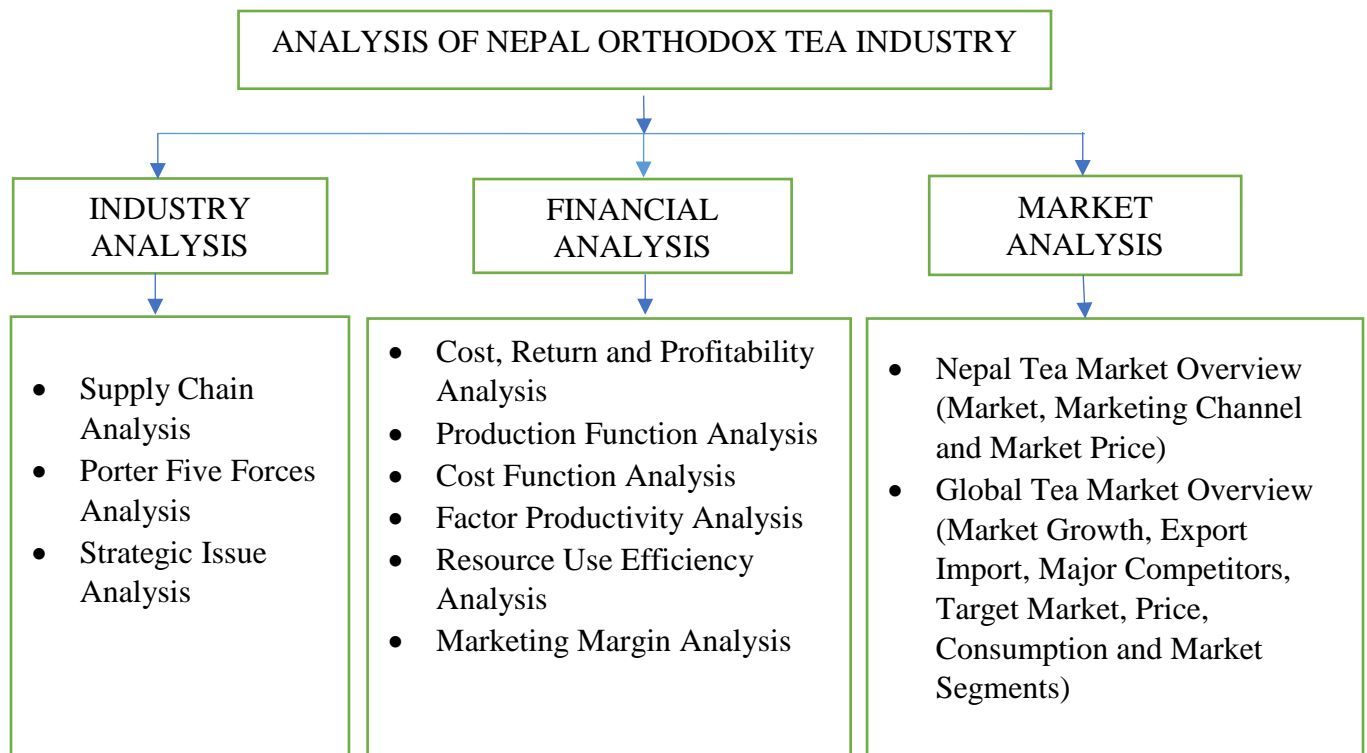 ANALYSIS OF NEPAL ORTHODOX TEA INDUSTRY
INDUSTRY
ANALYSIS
FINANCIAL
ANALYSIS
MARKET
ANALYSIS
• Supply Chain
Analysis
• Porter Five Forces
Analysis
• Strategic Issue
Analysis
• Cost, Return and Profitability
Analysis
• Production Function Analysis
• Cost Function Analysis
• Factor Productivity Analysis
• Resource Use Efficiency
Analysis
• Marketing Margin Analysis
• Nepal Tea Market Overview
(Market, Marketing Channel
and Market Price)
• Global Tea Market Overview
(Market Growth, Export
Import, Major Competitors,
Target Market, Price,
Consumption and Market
Segments)